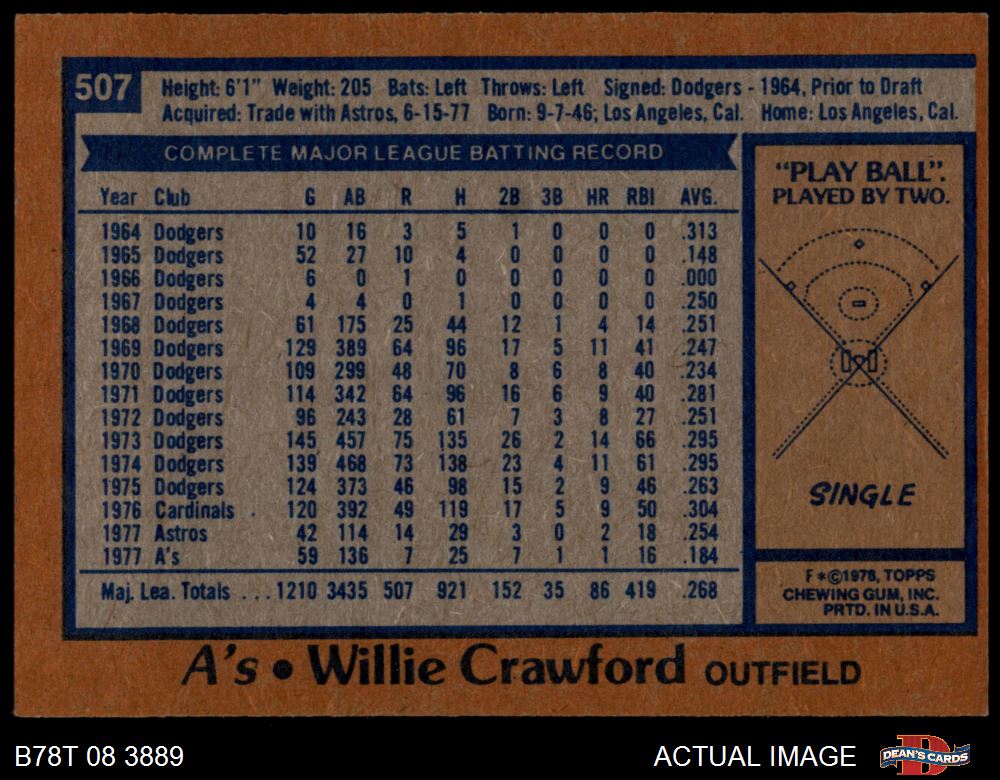 507
Height: 6'1" Weight: 205 Bats: Left Throws: Left Signed: Dodgers - 1964, Prior to Draft
Acquired: Trade with Astros, 6-15-77 Born: 9-7-46, Los Angeles, Cal. Home: Los Angeles, Cal.
COMPLETE MAJOR LEAGUE BATTING RECORD
Year Club G AB R H 2B 3B HR RBI AVG.
1964 Dodgers 10 16 3 5 1 0 0 0 .313
1965 Dodgers 52 27 10 4 0 0 0 0 .148
1966 Dodgers 6 0 1 0 0 0 0 0 .000
1967 Dodgers 4 4 0 1 0 0 0 0 .250
1968 Dodgers 61 175 25 44 12 1 4 14 .251
1969 Dodgers 129 389 64 96 17 5 11 41 .247
1970 Dodgers 109 299 48 70 8 6 8 40 .234
1971 Dodgers 114 342 64 96 16 6 9 40 .281
1972 Dodgers 96 243 28 61 7 3 8 27 .251
1973 Dodgers 145 457 75 135 26 2 14 66 .295
1974 Dodgers 139 468 73 138 23 4 11 61 .295
1975 Dodgers 124 373 46 98 15 2 9 46 .263
1976 Cardinals . 120 392 49 119 17 5 9 50 .304
1977 Astros 42 114 14 29 3 0 2 18 .254
1977 A's 59 136 7 25 7 1 1 16 .184
Maj. Lea. Totals ... 1210 3435 507 921 152 35 86 419 .268
"PLAY BALL".
PLAYED BY TWO.
SINGLE
F*©1978, TOPPS
CHEWING GUM, INC.
PRTD. IN U.S.A.
A's • Willie Crawford OUTFIELD
B78T 08 3889
ACTUAL IMAGE
D
DEAN'S CARDS